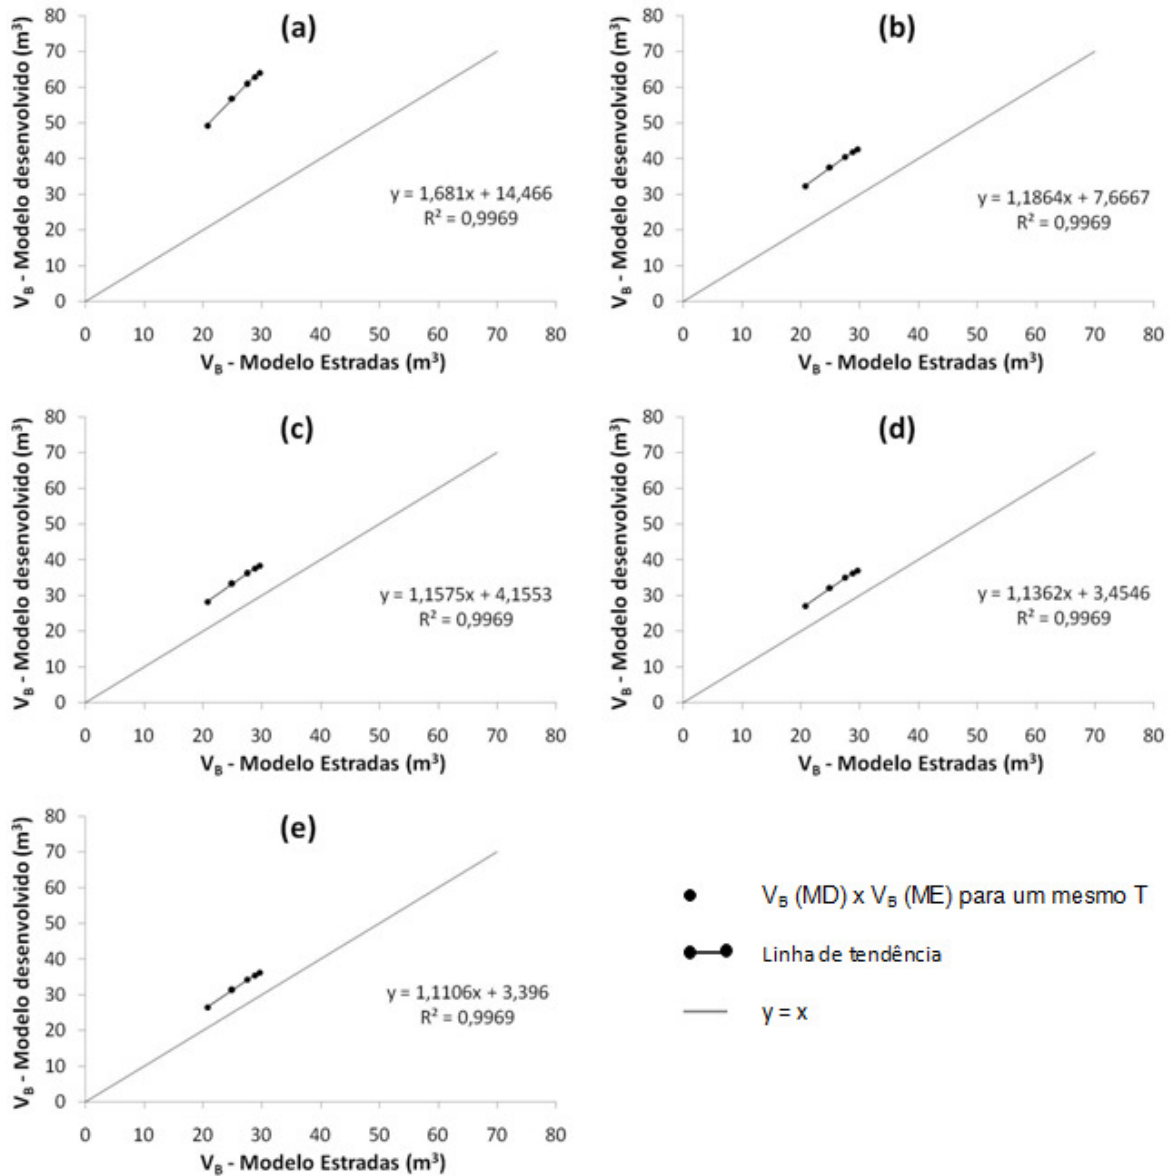 (a)
V_B - Modelo desenvolvido (m³)
80
70
60
50
40
30
20
10
0
y = 1,681x + 14,466
R² = 0,9969
0 10 20 30 40 50 60 70 80
V_B - Modelo Estradas (m³)
(b)
V_B - Modelo desenvolvido (m³)
80
70
60
50
40
30
20
10
0
y = 1,1864x + 7,6667
R² = 0,9969
0 10 20 30 40 50 60 70 80
V_B - Modelo Estradas (m³)
(c)
V_B - Modelo desenvolvido (m³)
80
70
60
50
40
30
20
10
0
y = 1,1575x + 4,1553
R² = 0,9969
0 10 20 30 40 50 60 70 80
V_B - Modelo Estradas (m³)
(d)
V_B - Modelo desenvolvido (m³)
80
70
60
50
40
30
20
10
0
y = 1,1362x + 3,4546
R² = 0,9969
0 10 20 30 40 50 60 70 80
V_B - Modelo Estradas (m³)
(e)
V_B - Modelo desenvolvido (m³)
80
70
60
50
40
30
20
10
0
y = 1,1106x + 3,396
R² = 0,9969
0 10 20 30 40 50 60 70 80
V_B - Modelo Estradas (m³)
V_B (MD) x V_B (ME) para um mesmo T
Linha de tendência
y = x